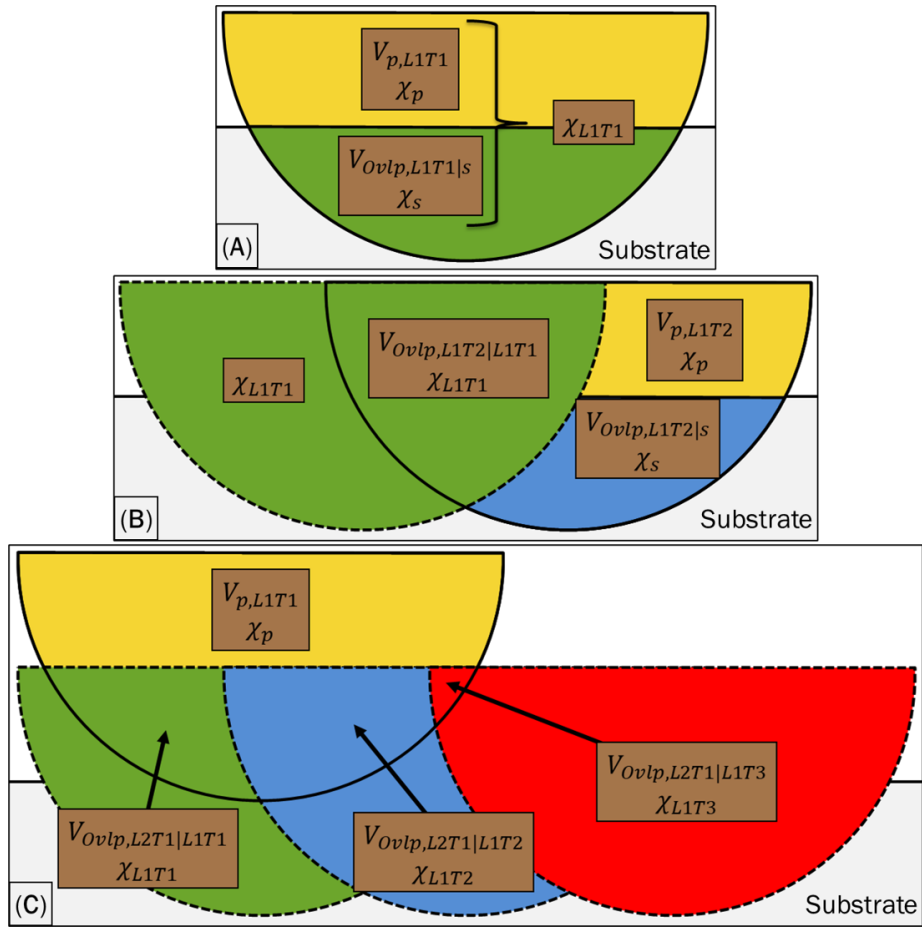 V_{p,L1T1}
χ_p
χ_{L1T1}
V_{Ovlp,L1T1|s}
χ_s
(A)
Substrate
V_{p,L1T2}
χ_p
V_{Ovlp,L1T2|L1T1}
χ_{L1T1}
χ_{L1T1}
V_{Ovlp,L1T2|s}
χ_s
(B)
Substrate
V_{p,L1T1}
χ_p
V_{Ovlp,L2T1|L1T3}
χ_{L1T3}
V_{Ovlp,L2T1|L1T1}
χ_{L1T1}
V_{Ovlp,L2T1|L1T2}
χ_{L1T2}
(C)
Substrate